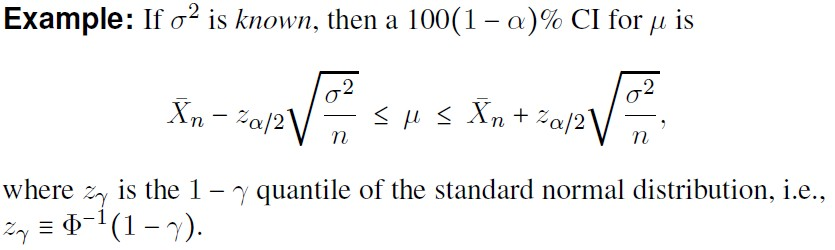 Example: If σ² is known, then a 100(1 − α)% CI for μ is
X̄ₙ − z_{α/2}√(σ²/n) ≤ μ ≤ X̄ₙ + z_{α/2}√(σ²/n),
where z_γ is the 1 − γ quantile of the standard normal distribution, i.e.,
z_γ ≡ Φ⁻¹(1 − γ).